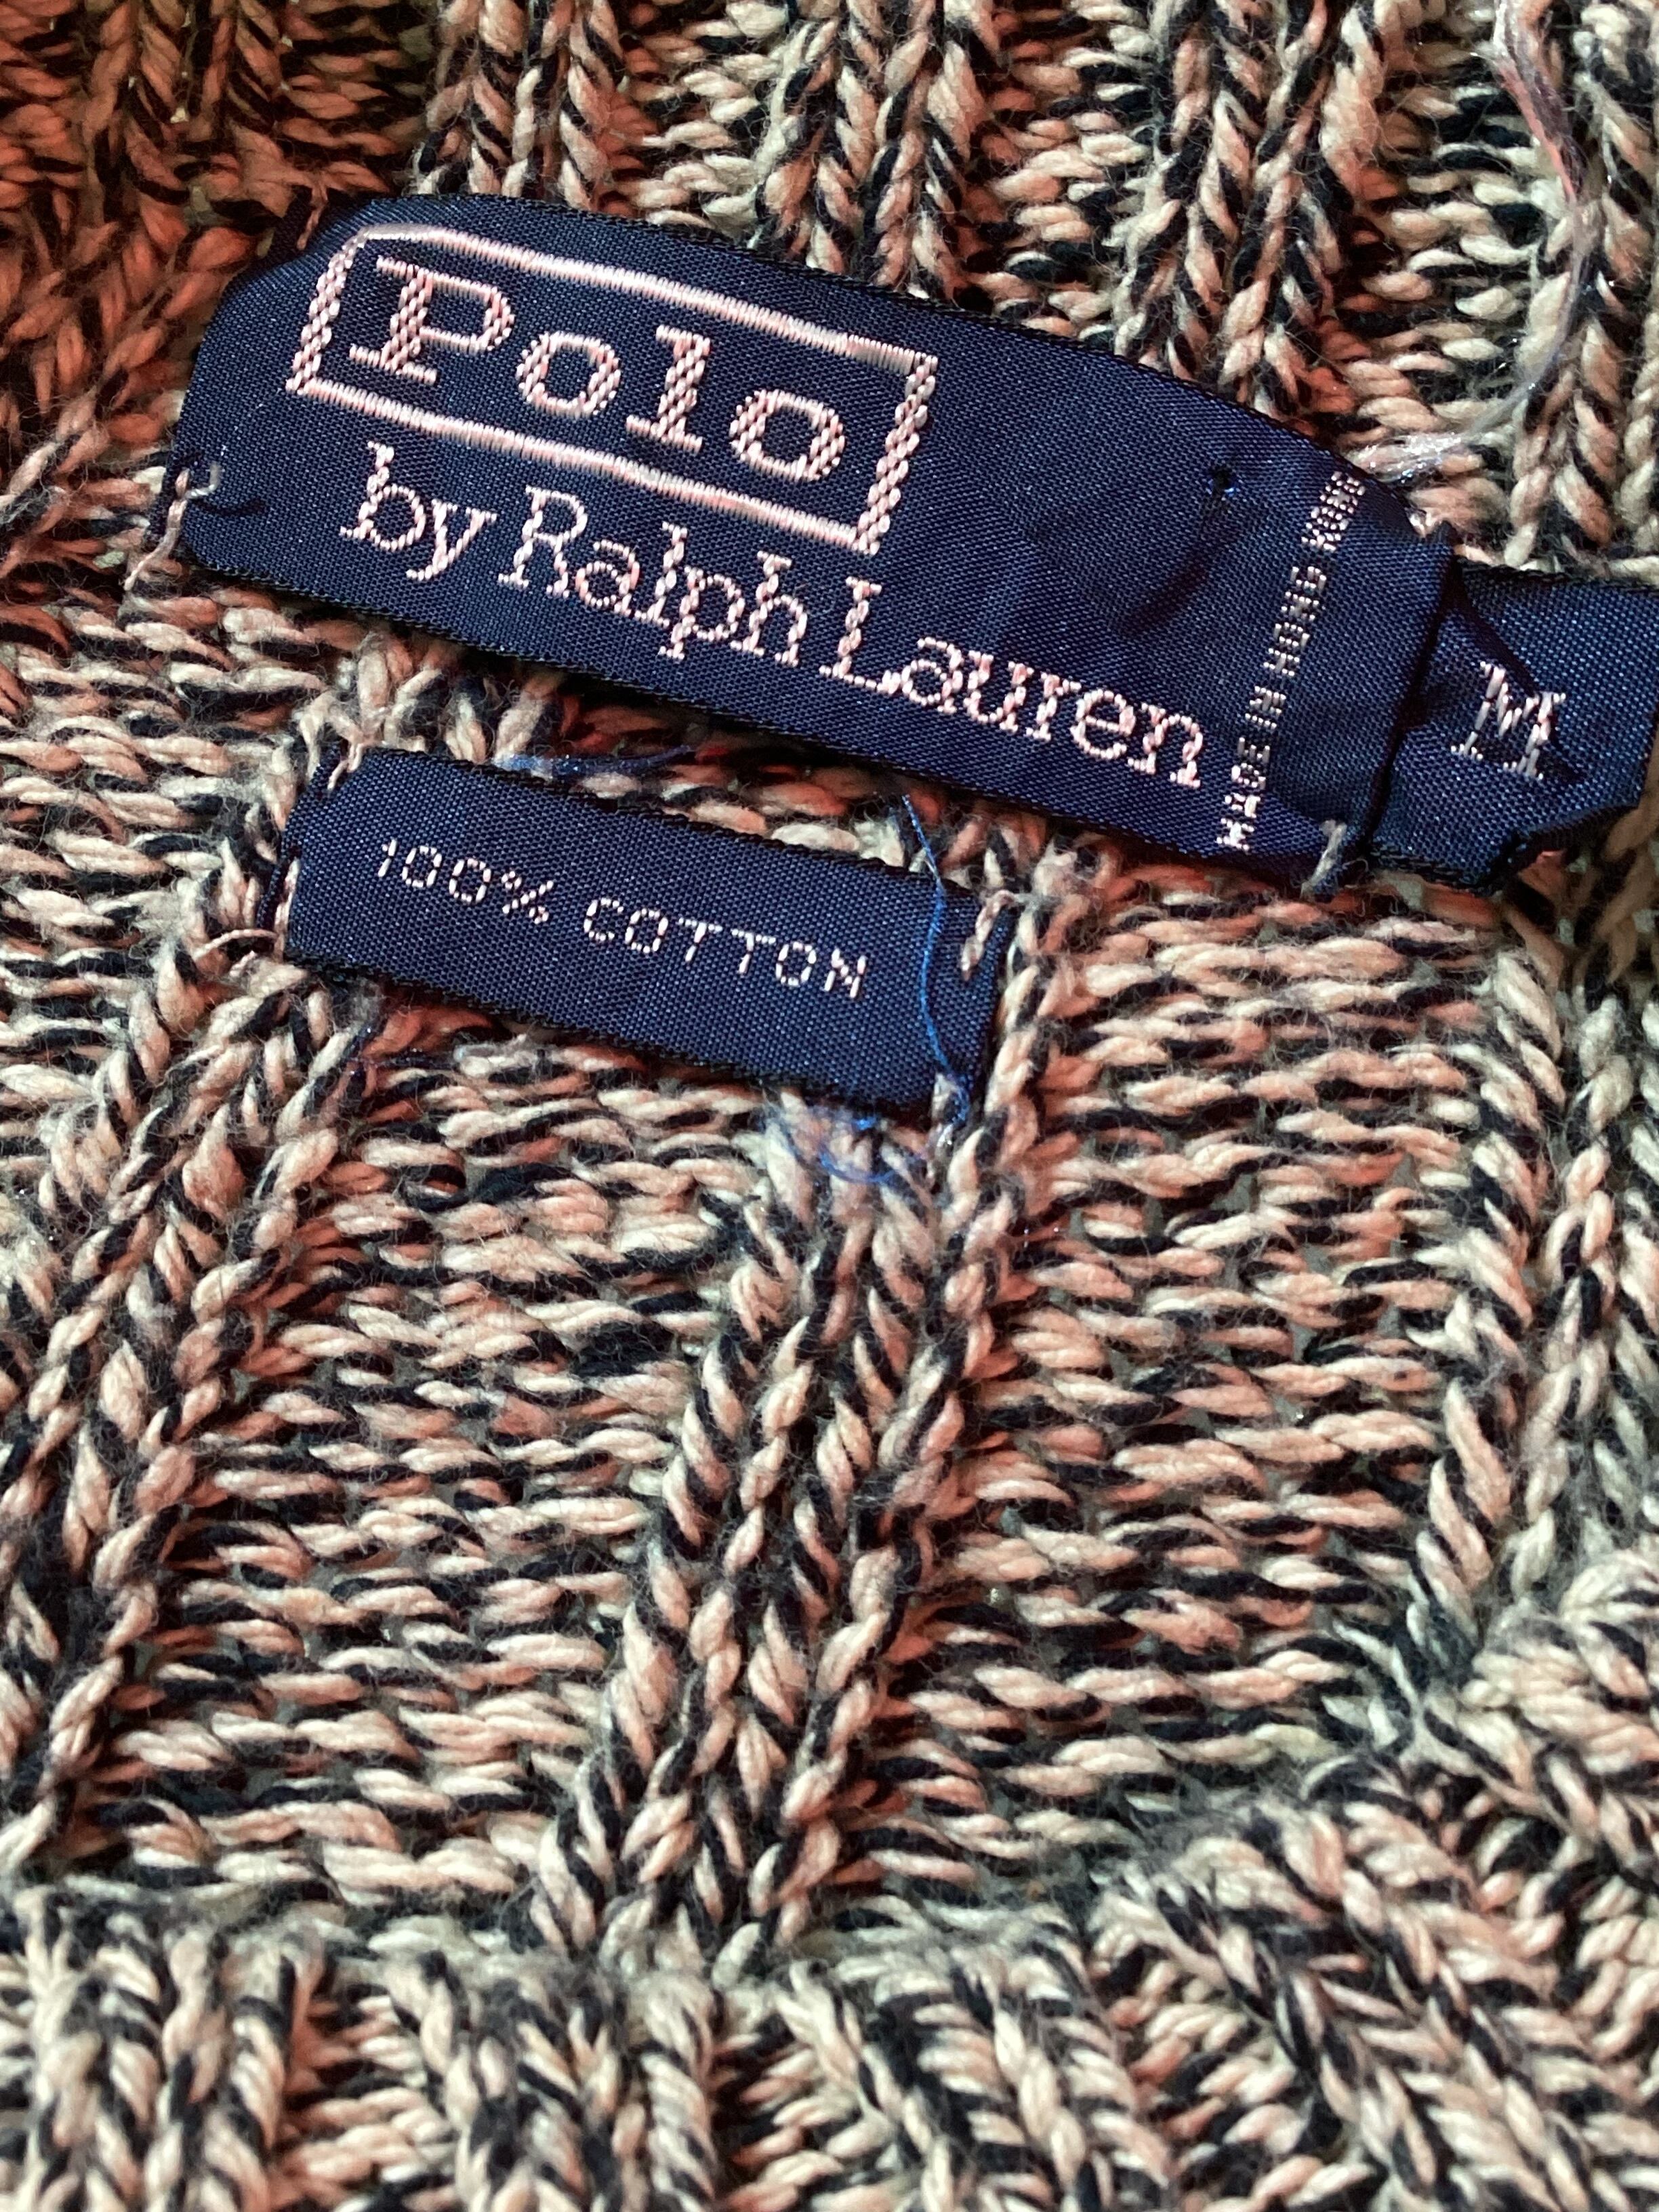 Polo
by Ralph Lauren
MADE IN HONG KONG
M
100% COTTON